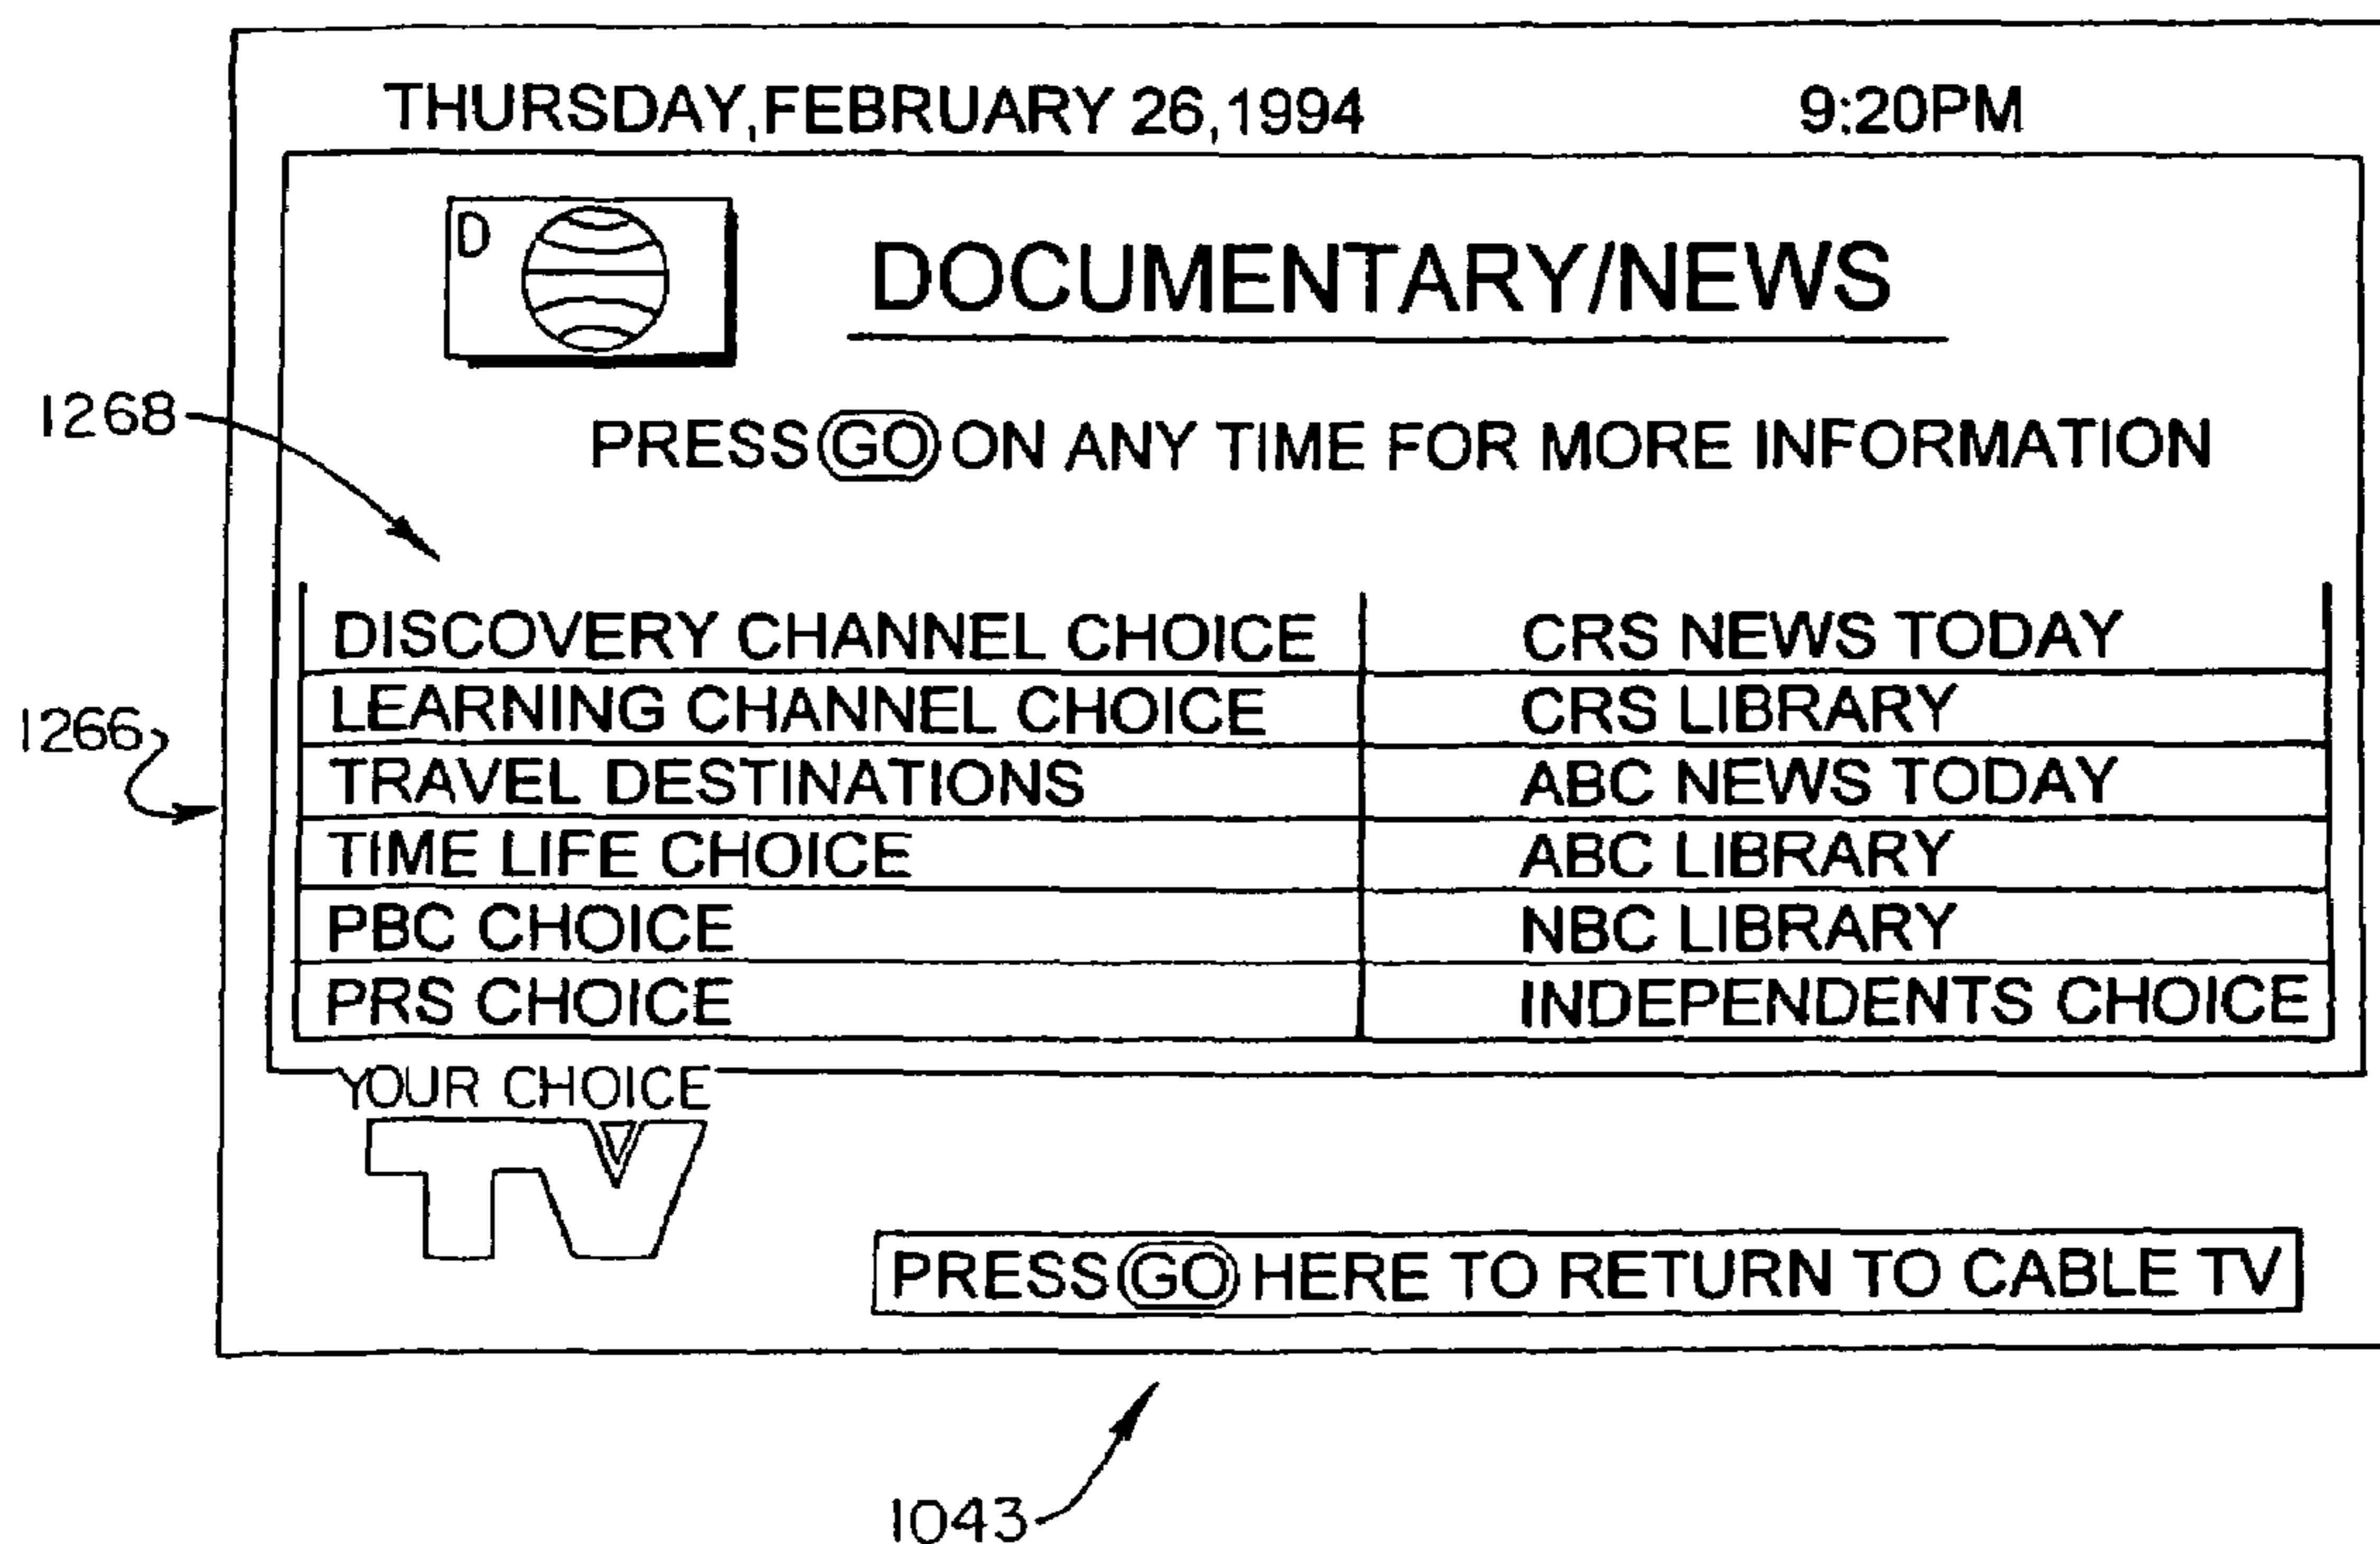 THURSDAY, FEBRUARY 26, 1994 9:20PM
D
DOCUMENTARY/NEWS
1268
PRESS GO ON ANY TIME FOR MORE INFORMATION
DISCOVERY CHANNEL CHOICE CRS NEWS TODAY
LEARNING CHANNEL CHOICE CRS LIBRARY
1266
TRAVEL DESTINATIONS ABC NEWS TODAY
TIME LIFE CHOICE ABC LIBRARY
PBC CHOICE NBC LIBRARY
PRS CHOICE INDEPENDENTS CHOICE
YOUR CHOICE
TV
PRESS GO HERE TO RETURN TO CABLE TV
1043